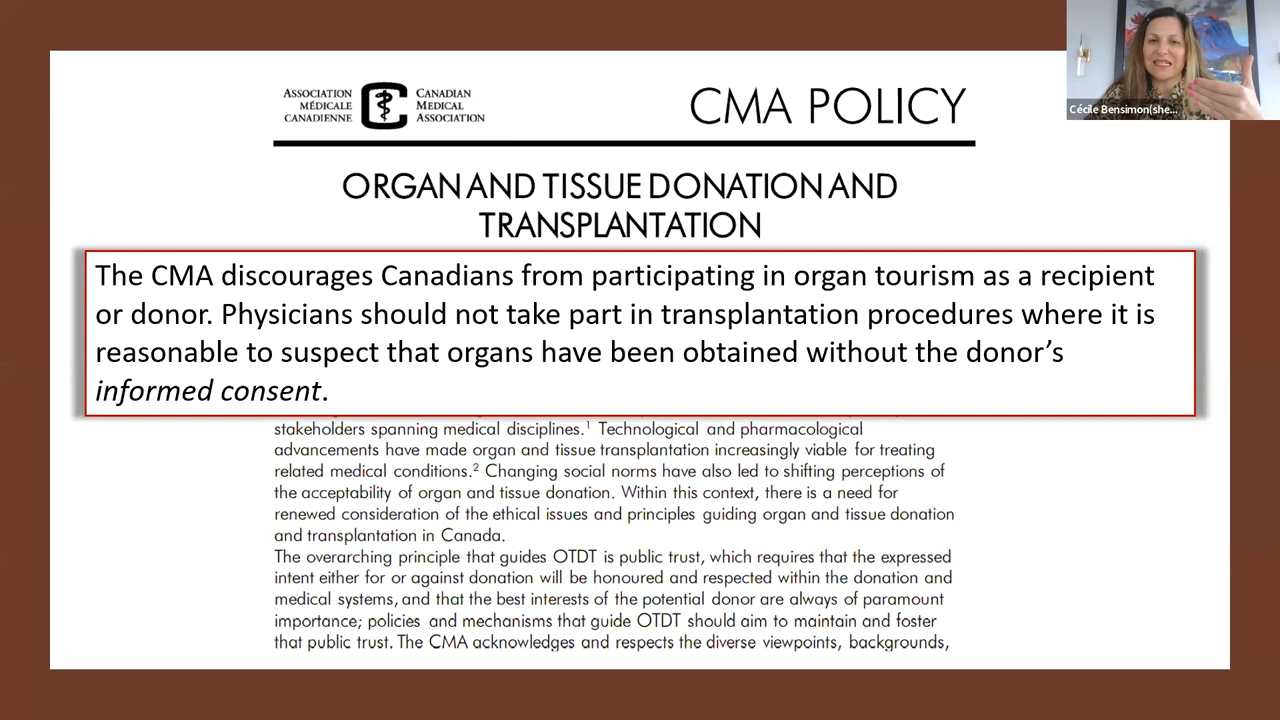 ASSOCIATION
MÉDICALE
CANADIENNE
CANADIAN
MEDICAL
ASSOCIATION
CMA POLICY
Cécile Bensimon(she...
ORGAN AND TISSUE DONATION AND
TRANSPLANTATION
The CMA discourages Canadians from participating in organ tourism as a recipient
or donor. Physicians should not take part in transplantation procedures where it is
reasonable to suspect that organs have been obtained without the donor’s
informed consent.
stakeholders spanning medical disciplines.¹ Technological and pharmacological
advancements have made organ and tissue transplantation increasingly viable for treating
related medical conditions.² Changing social norms have also led to shifting perceptions of
the acceptability of organ and tissue donation. Within this context, there is a need for
renewed consideration of the ethical issues and principles guiding organ and tissue donation
and transplantation in Canada.
The overarching principle that guides OTDT is public trust, which requires that the expressed
intent either for or against donation will be honoured and respected within the donation and
medical systems, and that the best interests of the potential donor are always of paramount
importance; policies and mechanisms that guide OTDT should aim to maintain and foster
that public trust. The CMA acknowledges and respects the diverse viewpoints, backgrounds,